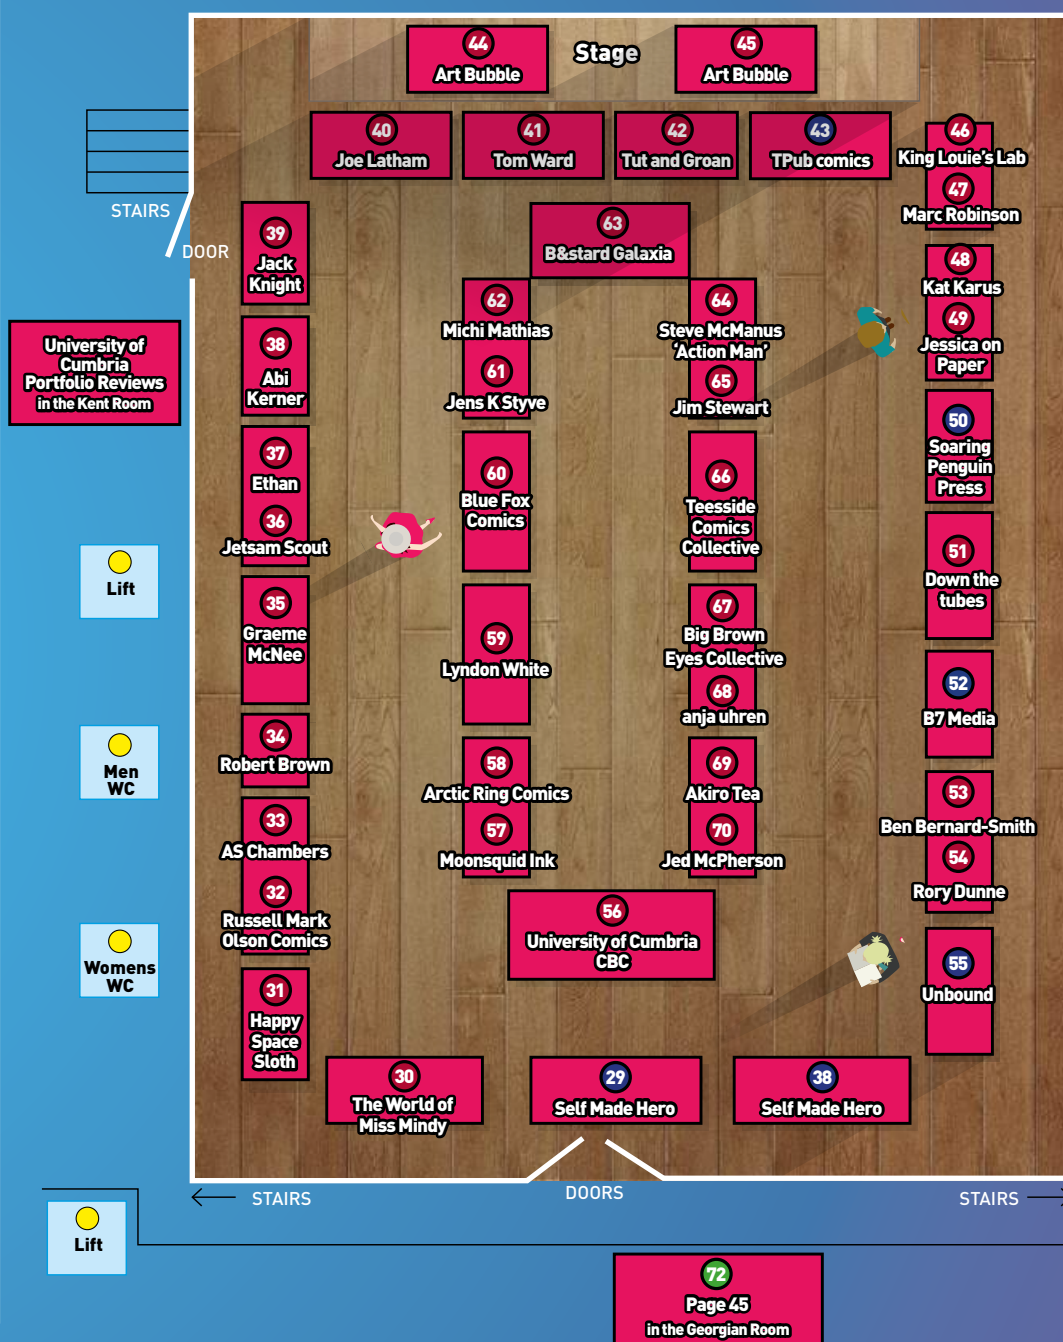 44
Art Bubble
Stage
45
Art Bubble
40
Joe Latham
41
Tom Ward
42
Tut and Groan
43
TPub comics
46
King Louie's Lab
47
Marc Robinson
STAIRS
DOOR
39
Jack
Knight
63
B&stard Galaxia
48
Kat Karus
49
Jessica on
Paper
62
Michi Mathias
61
Jens K Styve
64
Steve McManus
'Action Man'
65
Jim Stewart
University of
Cumbria
Portfolio Reviews
in the Kent Room
38
Abi
Kerner
50
Soaring
Penguin
Press
37
Ethan
36
Jetsam Scout
60
Blue Fox
Comics
66
Teesside
Comics
Collective
51
Down the
tubes
Lift
35
Graeme
McNee
59
Lyndon White
67
Big Brown
Eyes Collective
68
anja uhren
52
B7 Media
Men
WC
34
Robert Brown
58
Arctic Ring Comics
57
Moonsquid Ink
69
Akiro Tea
70
Jed McPherson
53
Ben Bernard-Smith
54
Rory Dunne
33
AS Chambers
32
Russell Mark
Olson Comics
56
University of Cumbria
CBC
Womens
WC
55
Unbound
31
Happy
Space
Sloth
30
The World of
Miss Mindy
29
Self Made Hero
38
Self Made Hero
STAIRS
DOORS
STAIRS
Lift
72
Page 45
in the Georgian Room